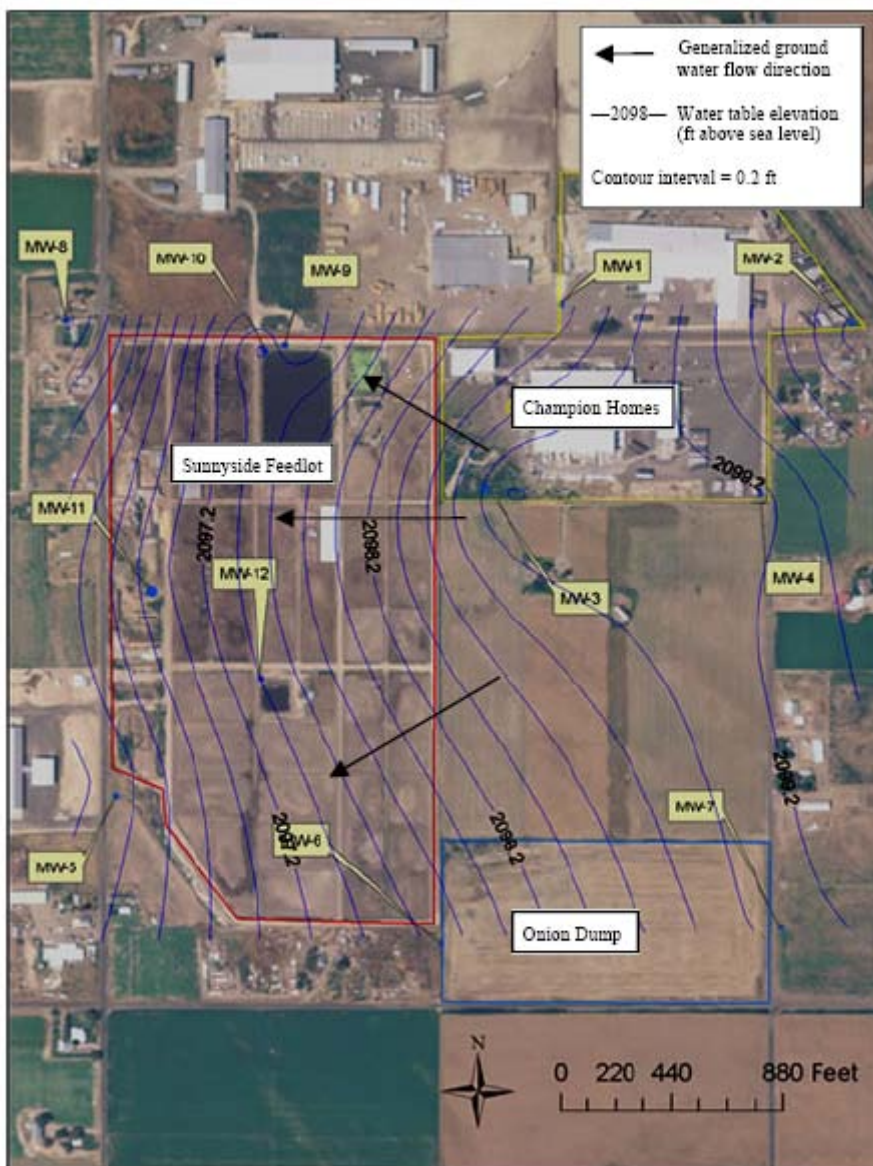 Generalized ground
water flow direction
—2098— Water table elevation
(ft above sea level)
Contour interval = 0.2 ft
MW-8
MW-10
MW-9
MW-1
MW-2
Champion Homes
Sunnyside Feedlot
2099.2
MW-11
2097.2
2098.2
MW-12
MW-3
MW-4
2099.2
MW-7
MW-6
2097.2
2098.2
MW-5
Onion Dump
N
0 220 440 880 Feet